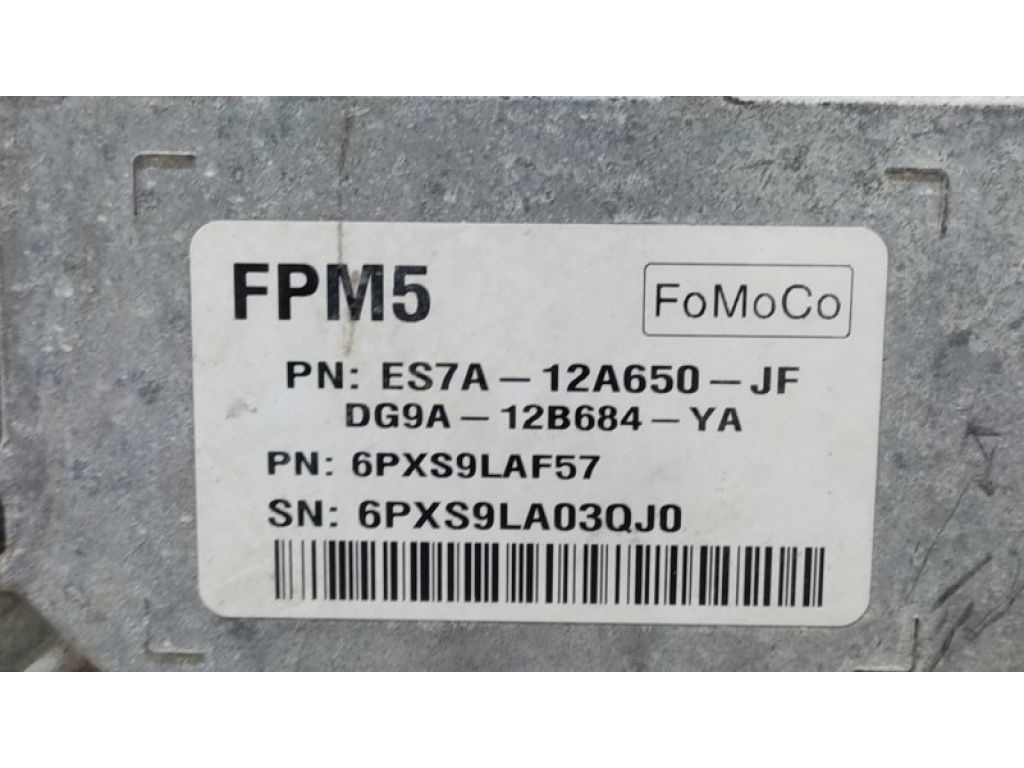 FPM5
FoMoCo
PN: ES7A-12A650-JF
DG9A-12B684-YA
PN: 6PXS9LAF57
SN: 6PXS9LA03QJ0